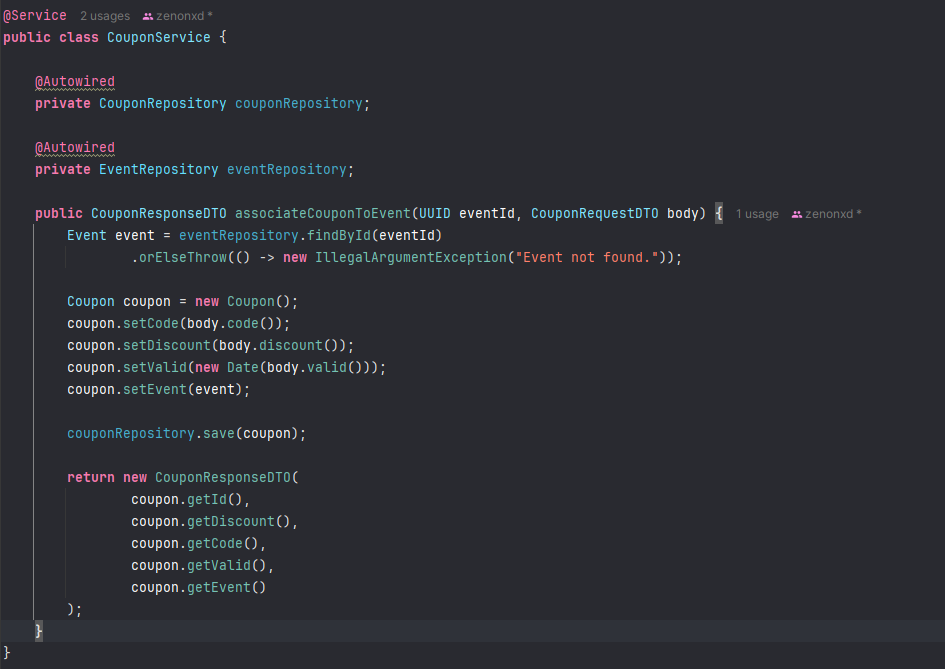 @Service 2 usages zenonxd *
public class CouponService {
@Autowired
private CouponRepository couponRepository;
@Autowired
private EventRepository eventRepository;
public CouponResponseDTO associateCouponToEvent(UUID eventId, CouponRequestDTO body) { 1 usage zenonxd *
Event event = eventRepository.findById(eventId)
.orElseThrow(() -> new IllegalArgumentException("Event not found."));
Coupon coupon = new Coupon();
coupon.setCode(body.code());
coupon.setDiscount(body.discount());
coupon.setValid(new Date(body.valid()));
coupon.setEvent(event);
couponRepository.save(coupon);
return new CouponResponseDTO(
coupon.getId(),
coupon.getDiscount(),
coupon.getCode(),
coupon.getValid(),
coupon.getEvent()
);
}
}